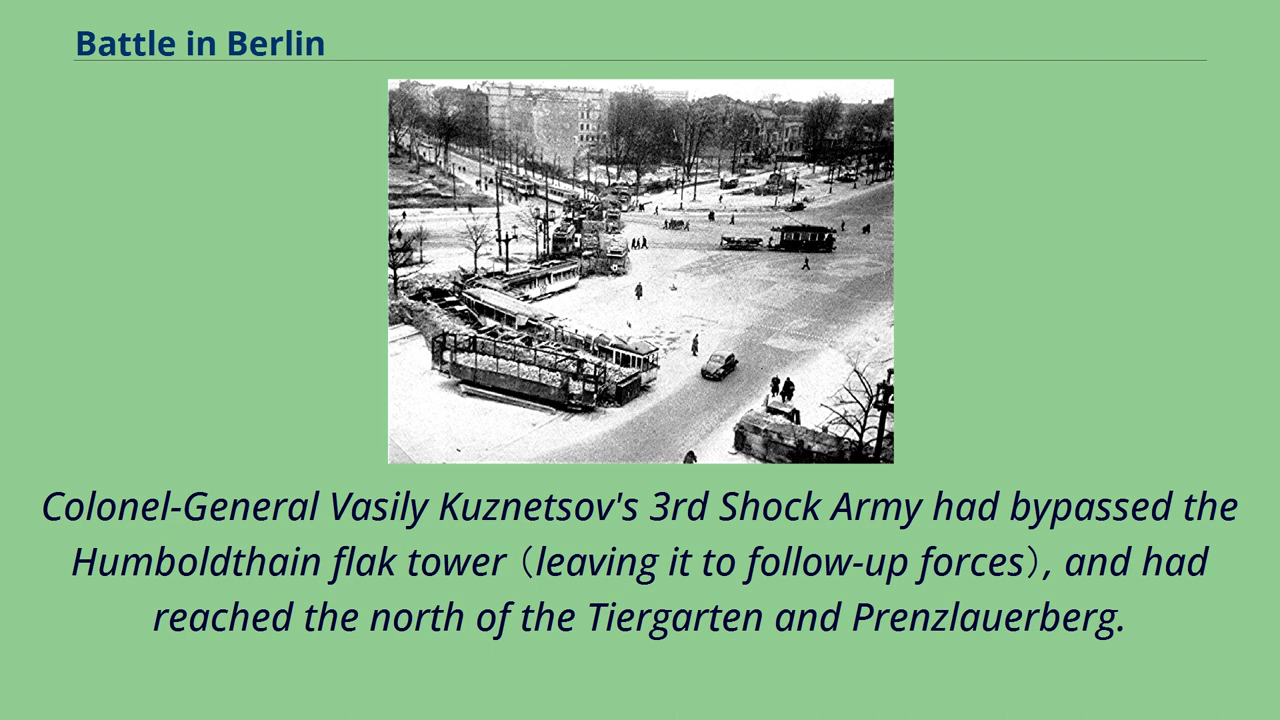 Battle in Berlin
Colonel-General Vasily Kuznetsov's 3rd Shock Army had bypassed the
Humboldthain flak tower（leaving it to follow-up forces）, and had
reached the north of the Tiergarten and Prenzlauerberg.